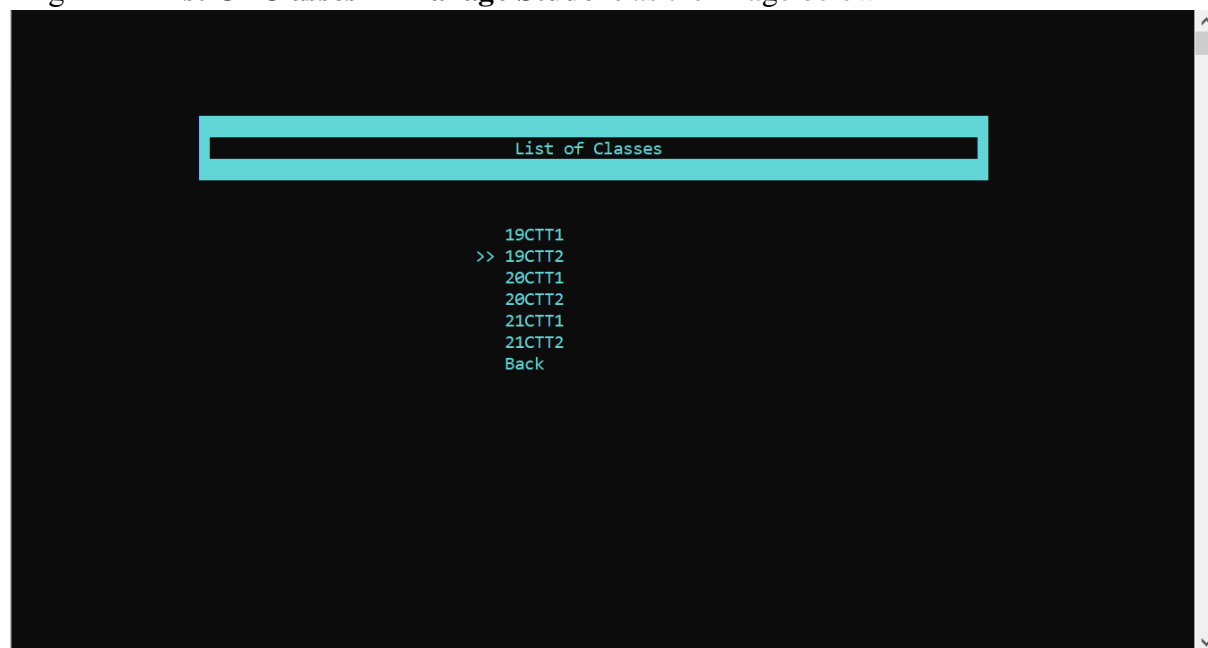 List of Classes
19CTT1
>> 19CTT2
20CTT1
20CTT2
21CTT1
21CTT2
Back